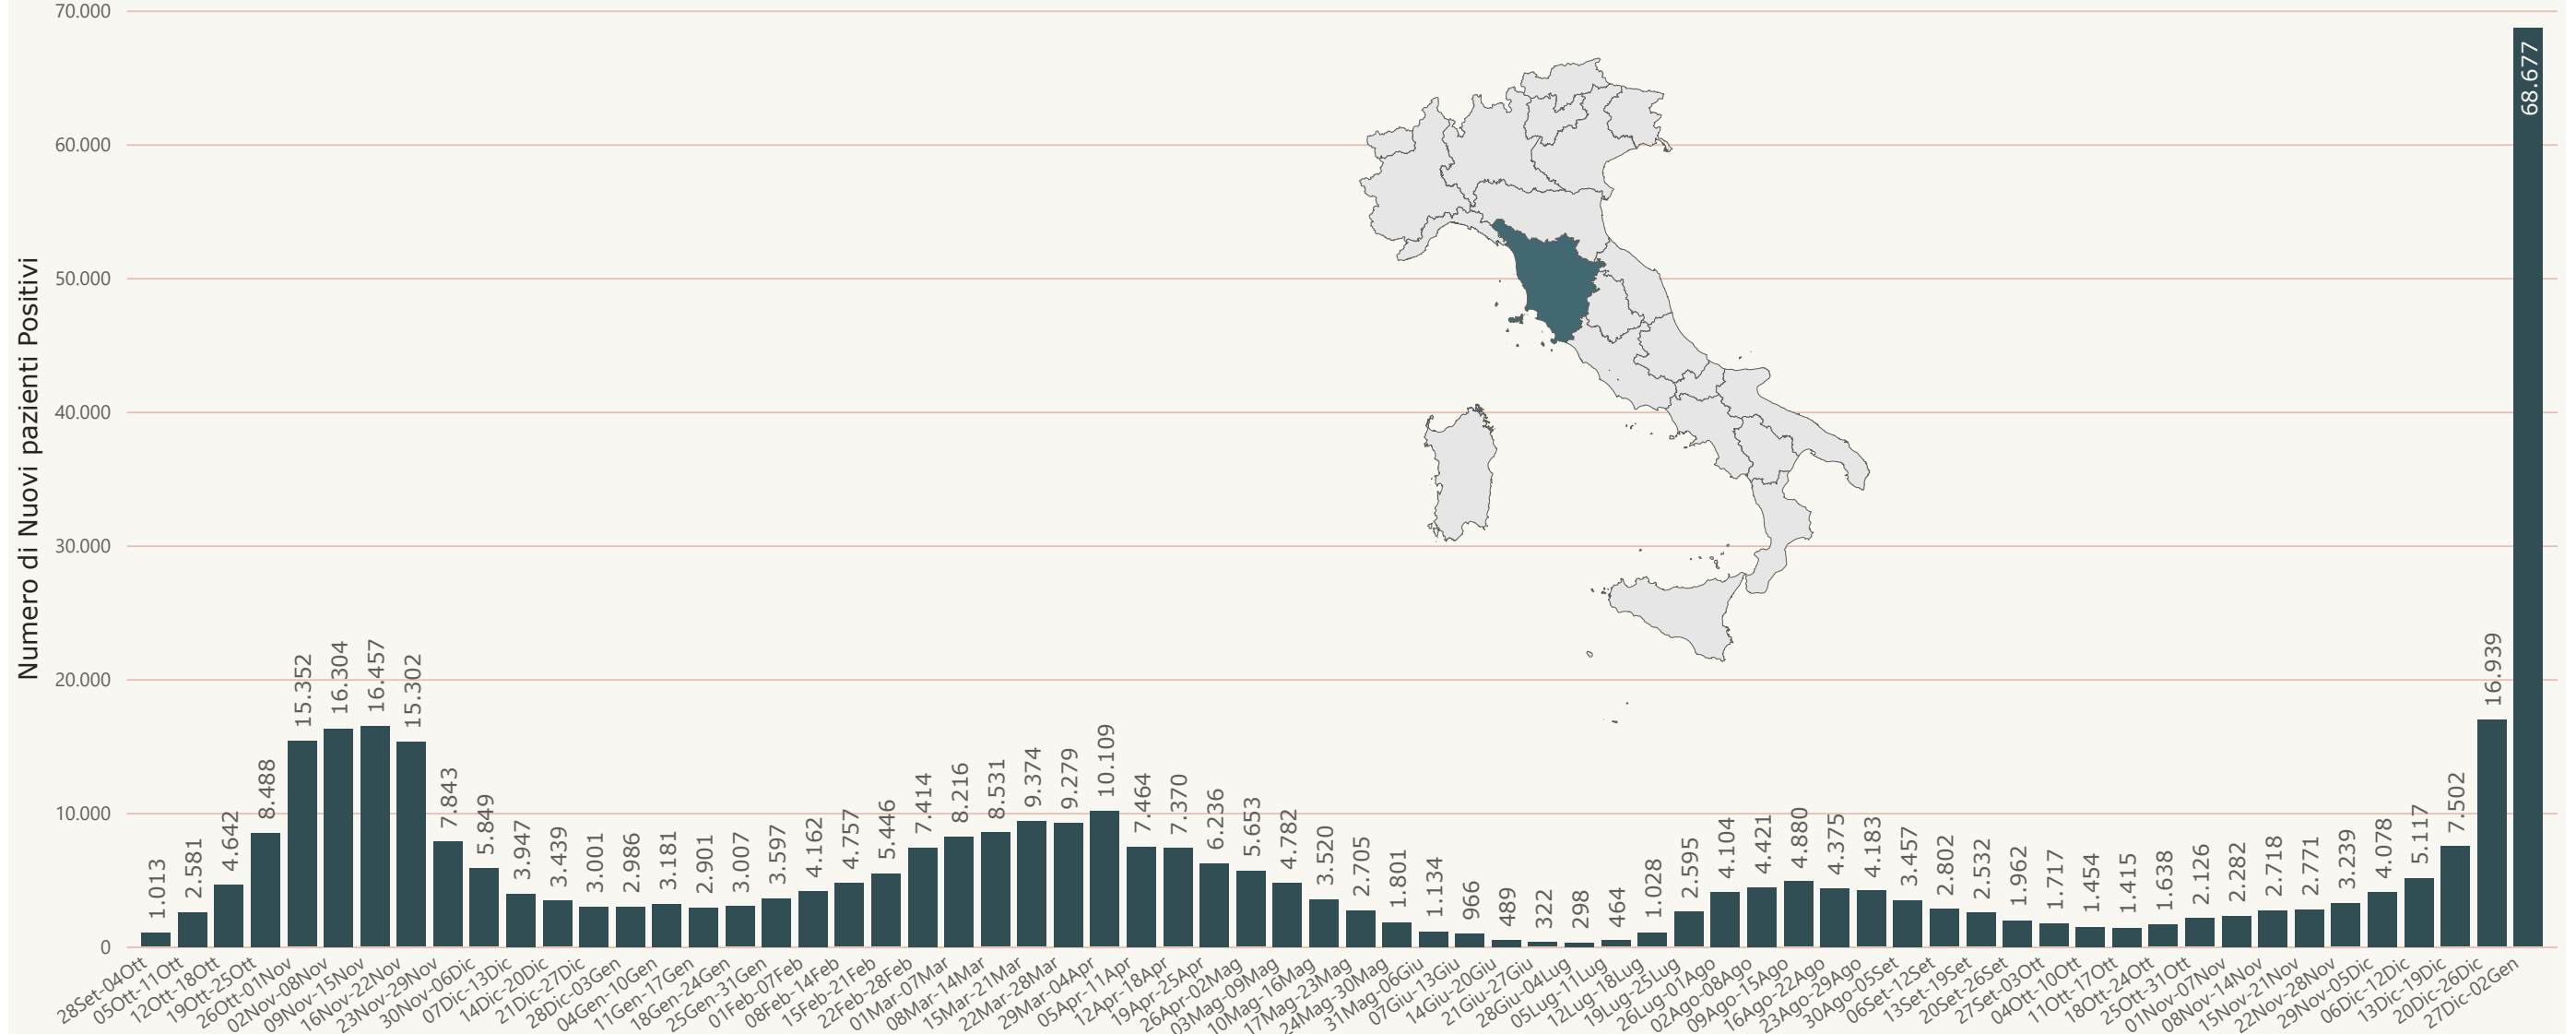 Numero di Nuovi pazienti Positivi
70.000
60.000
50.000
40.000
30.000
20.000
10.000
0
1.013
2.581
4.642
8.488
15.352
16.304
16.457
15.302
7.843
5.849
3.947
3.439
3.001
2.986
3.181
2.901
3.007
3.597
4.162
4.757
5.446
7.414
8.216
8.531
9.374
9.279
10.109
7.464
7.370
6.236
5.653
4.782
3.520
2.705
1.801
1.134
966
489
322
298
464
1.028
2.595
4.104
4.421
4.880
4.375
4.183
3.457
2.802
2.532
1.962
1.717
1.454
1.415
1.638
2.126
2.282
2.718
2.771
3.239
4.078
5.117
7.502
16.939
68.677
28Set-04Ott
05Ott-11Ott
12Ott-18Ott
19Ott-25Ott
26Ott-01Nov
02Nov-08Nov
09Nov-15Nov
16Nov-22Nov
23Nov-29Nov
30Nov-06Dic
07Dic-13Dic
14Dic-20Dic
21Dic-27Dic
28Dic-03Gen
04Gen-10Gen
11Gen-17Gen
18Gen-24Gen
25Gen-31Gen
01Feb-07Feb
08Feb-14Feb
15Feb-21Feb
22Feb-28Feb
01Mar-07Mar
08Mar-14Mar
15Mar-21Mar
22Mar-28Mar
29Mar-04Apr
05Apr-11Apr
12Apr-18Apr
19Apr-25Apr
26Apr-02Mag
03Mag-09Mag
10Mag-16Mag
17Mag-23Mag
24Mag-30Mag
31Mag-06Giu
07Giu-13Giu
14Giu-20Giu
21Giu-27Giu
28Giu-04Lug
05Lug-11Lug
12Lug-18Lug
19Lug-25Lug
26Lug-01Ago
02Ago-08Ago
09Ago-15Ago
16Ago-22Ago
23Ago-29Ago
30Ago-05Set
06Set-12Set
13Set-19Set
20Set-26Set
27Set-03Ott
04Ott-10Ott
11Ott-17Ott
18Ott-24Ott
25Ott-31Ott
01Nov-07Nov
08Nov-14Nov
15Nov-21Nov
22Nov-28Nov
29Nov-05Dic
06Dic-12Dic
13Dic-19Dic
20Dic-26Dic
27Dic-02Gen